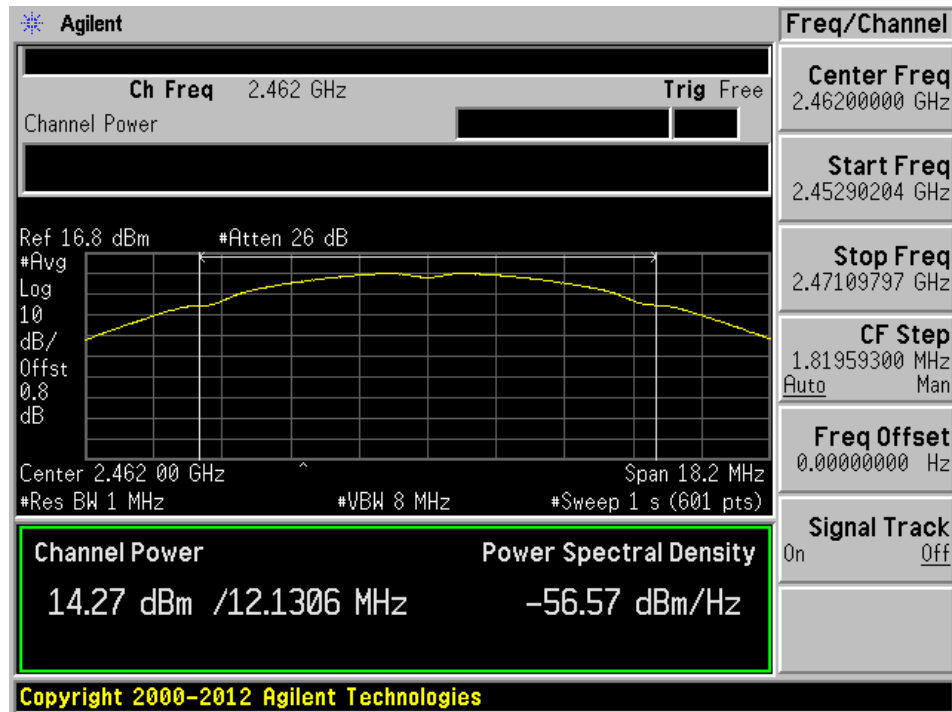 Agilent
Freq/Channel
Ch Freq 2.462 GHz Trig Free
Channel Power
Ref 16.8 dBm #Atten 26 dB
#Avg
Log
10
dB/
Offst
0.8
dB
Center 2.462 00 GHz ^ Span 18.2 MHz
#Res BW 1 MHz #VBW 8 MHz #Sweep 1 s (601 pts)
Channel Power Power Spectral Density
14.27 dBm /12.1306 MHz -56.57 dBm/Hz
Copyright 2000-2012 Agilent Technologies
Center Freq
2.46200000 GHz
Start Freq
2.45290204 GHz
Stop Freq
2.47109797 GHz
CF Step
1.81959300 MHz
Auto Man
Freq Offset
0.00000000 Hz
Signal Track
On Off